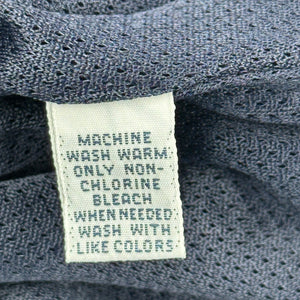 MACHINE
WASH WARM
ONLY NON-
CHLORINE
BLEACH
WHEN NEEDED
WASH WITH
LIKE COLORS